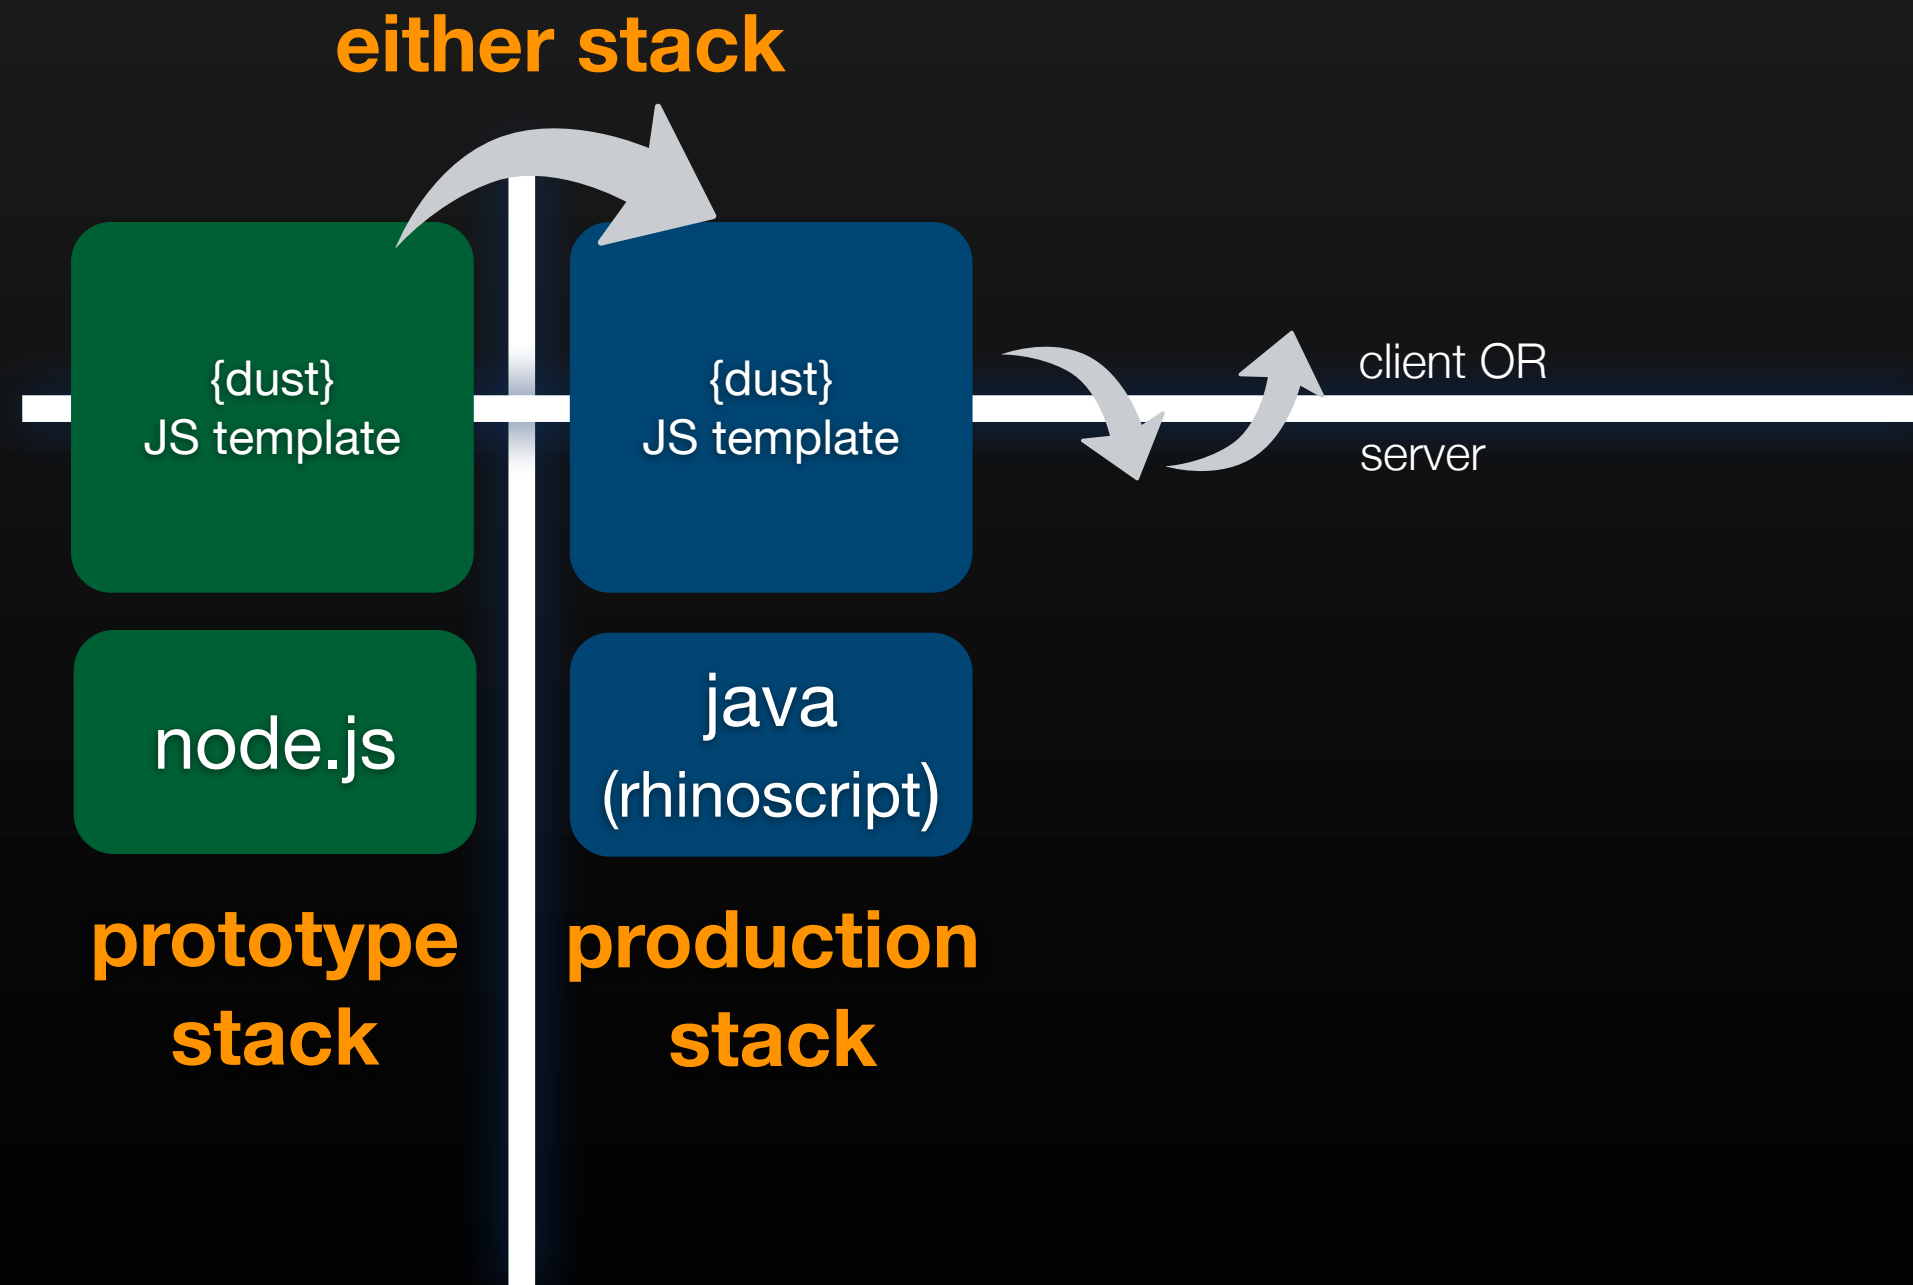 either stack
{dust}
JS template
{dust}
JS template
client OR
server
node.js
java
(rhinoscript)
prototype
stack
production
stack